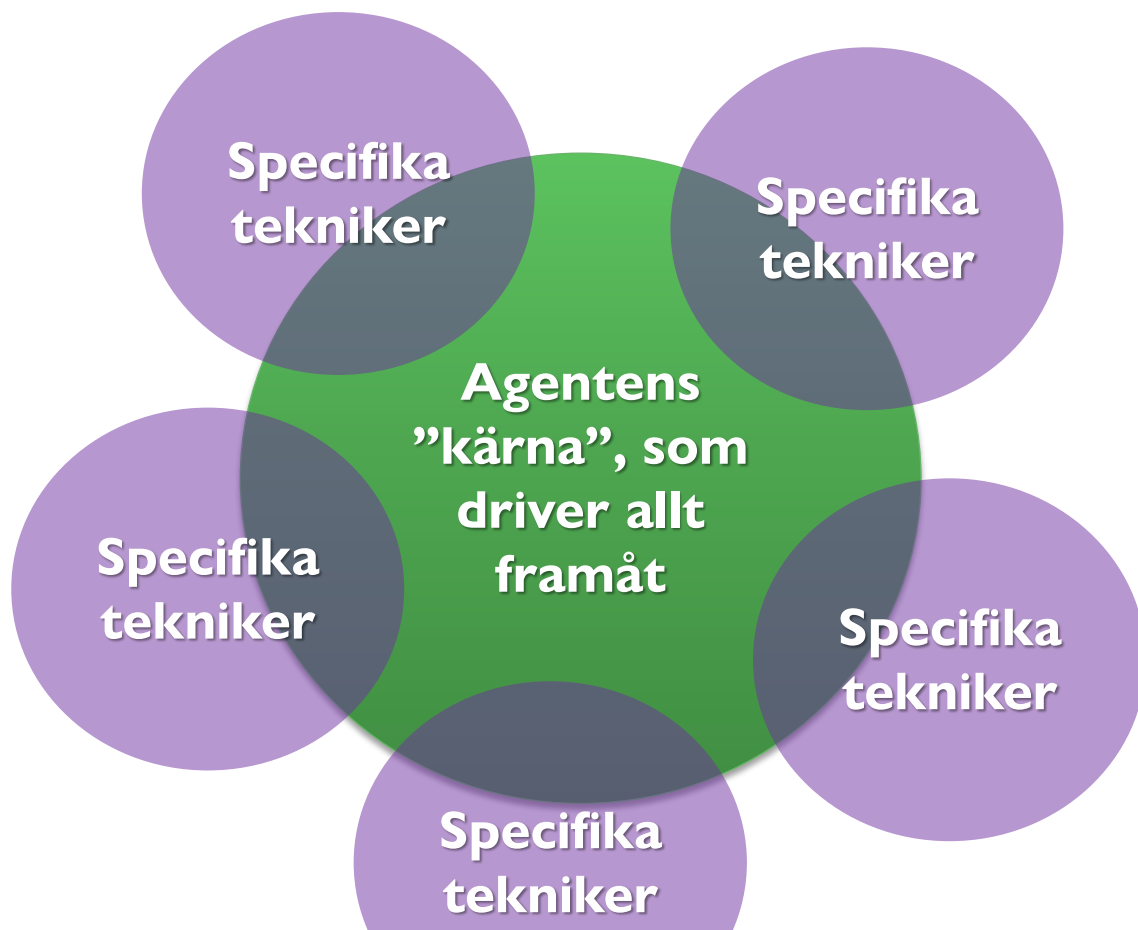 Specifika
tekniker
Specifika
tekniker
Agentens
”kärna”, som
driver allt
framåt
Specifika
tekniker
Specifika
tekniker
Specifika
tekniker